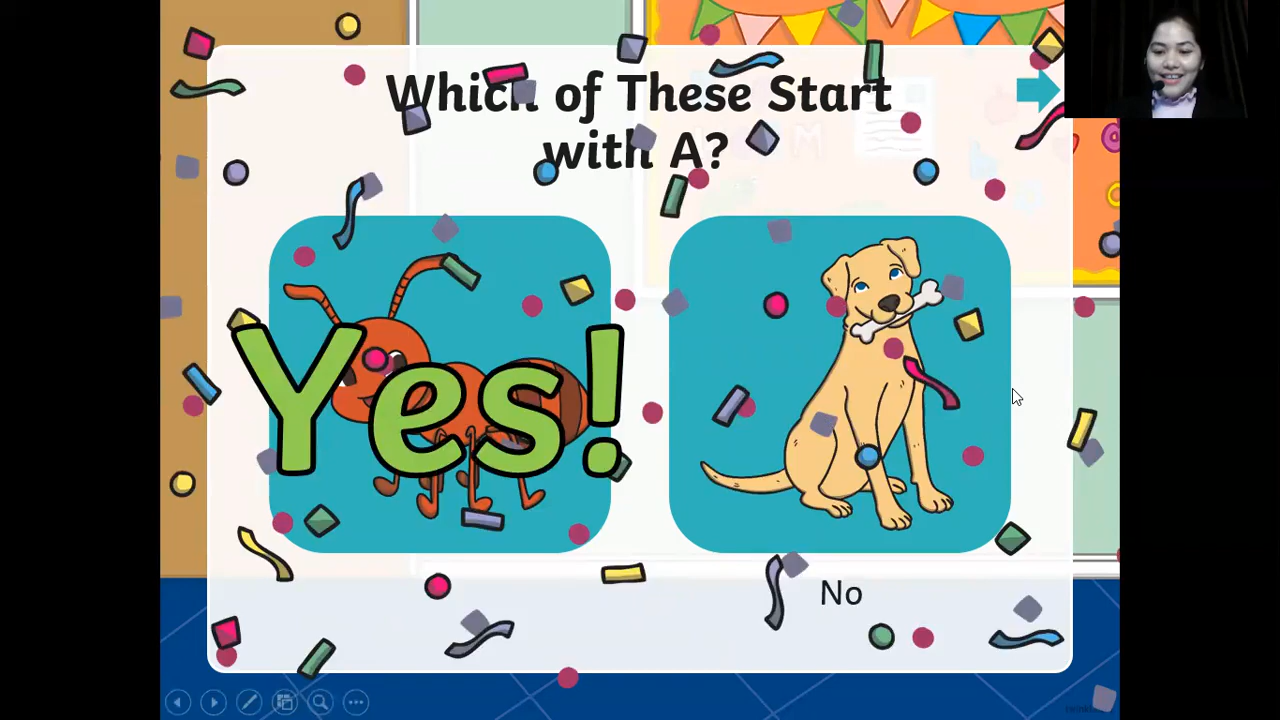 Which of These Start
with A?
Yes!
No